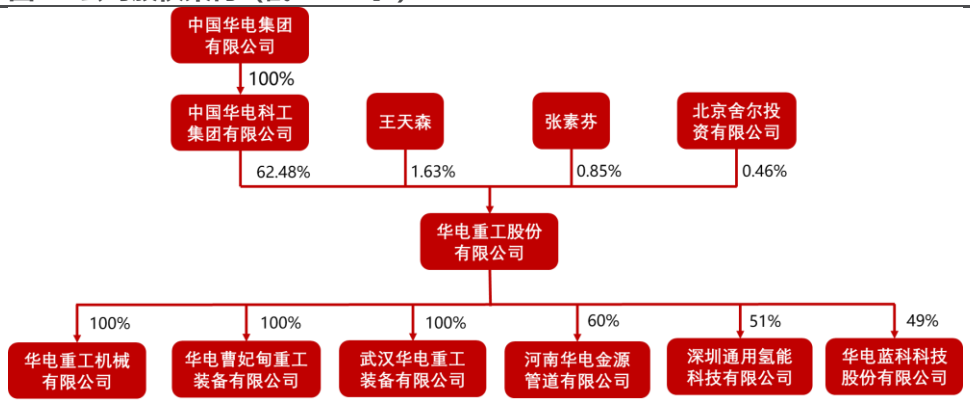 中国华电集团
有限公司
100%
中国华电科工
集团有限公司
王天森
张素芬
北京舍尔投
资有限公司
62.48%
1.63%
0.85%
0.46%
华电重工股份
有限公司
100%
100%
100%
60%
51%
49%
华电重工机械
有限公司
华电曹妃甸重工
装备有限公司
武汉华电重工
装备有限公司
河南华电金源
管道有限公司
深圳通用氢能
科技有限公司
华电蓝科科技
股份有限公司